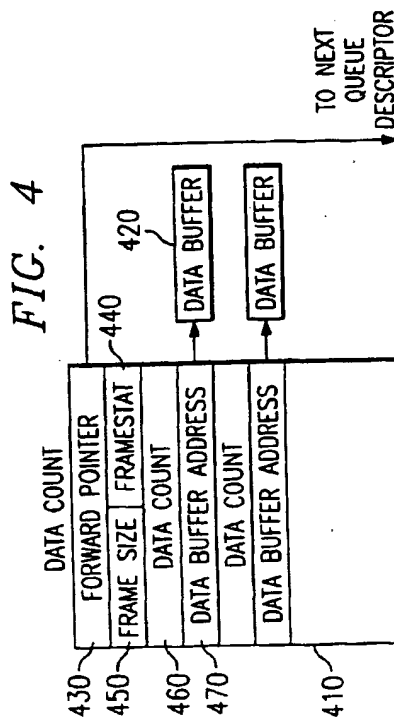 FIG. 4
DATA COUNT
430 FORWARD POINTER
440
450 FRAME SIZE FRAMESTAT
460 DATA COUNT
420
470 DATA BUFFER ADDRESS DATA BUFFER
DATA COUNT
DATA BUFFER ADDRESS DATA BUFFER
410
TO NEXT
QUEUE
DESCRIPTOR